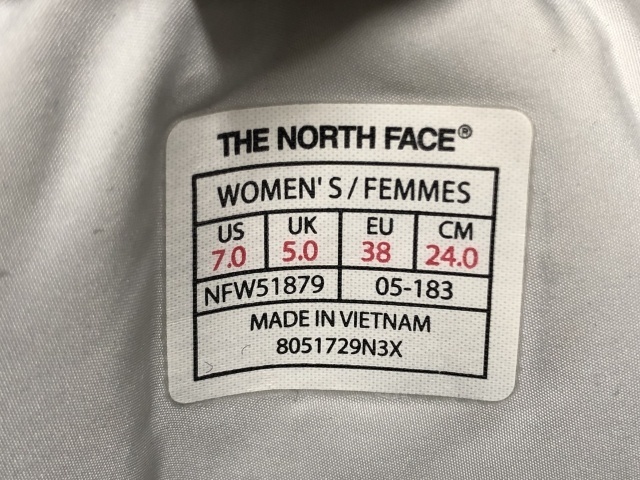 THE NORTH FACE®
WOMEN'S / FEMMES
US UK EU CM
7.0 5.0 38 24.0
NFW51879 05-183
MADE IN VIETNAM
8051729N3X